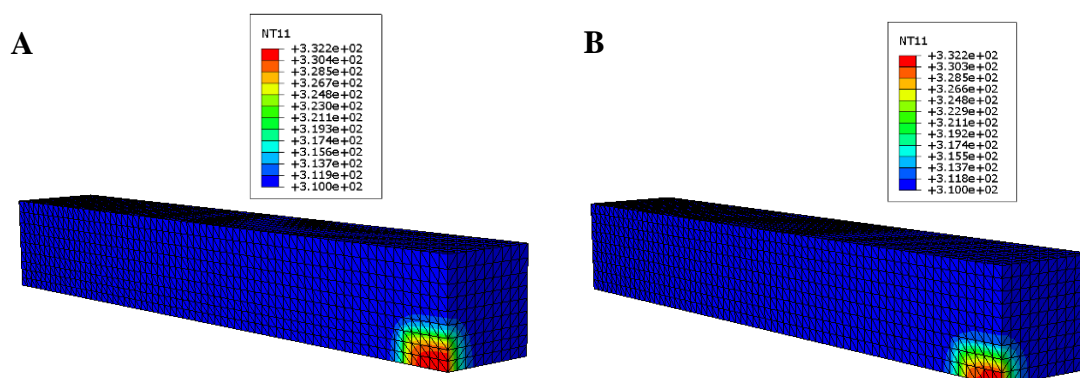 A
NT11
+3.322e+02
+3.304e+02
+3.285e+02
+3.267e+02
+3.248e+02
+3.230e+02
+3.211e+02
+3.193e+02
+3.174e+02
+3.156e+02
+3.137e+02
+3.119e+02
+3.100e+02
B
NT11
+3.322e+02
+3.303e+02
+3.285e+02
+3.266e+02
+3.248e+02
+3.229e+02
+3.211e+02
+3.192e+02
+3.174e+02
+3.155e+02
+3.137e+02
+3.118e+02
+3.100e+02